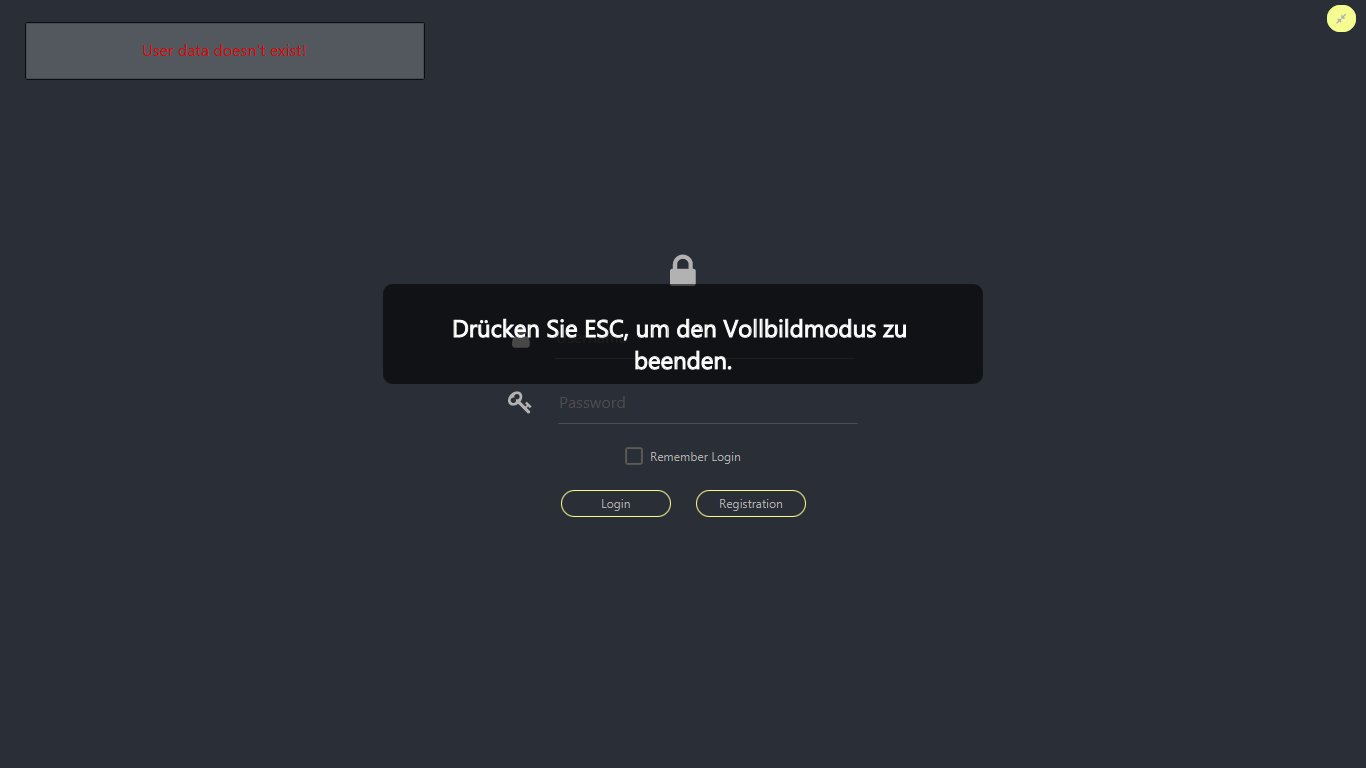 User data doesn't exist!
Drücken Sie ESC, um den Vollbildmodus zu
beenden.
Password
Remember Login
Login
Registration